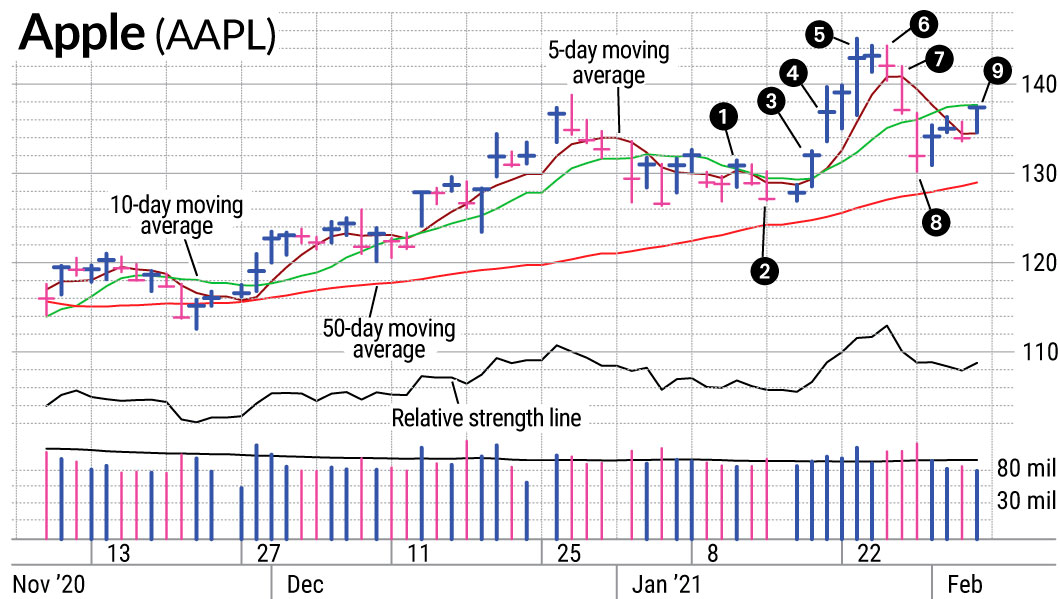 Apple (AAPL)
5-day moving
average
5
6
7
4
9
140
3
1
130
10-day moving
average
8
2
120
50-day moving
average
110
Relative strength line
80 mil
30 mil
13
27
11
25
8
22
Nov ’20
Dec
Jan ’21
Feb